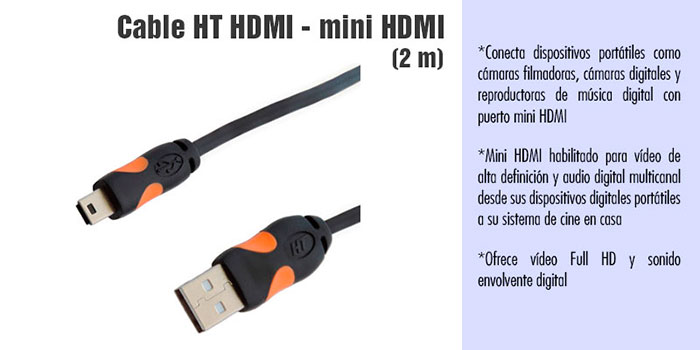 Cable HT HDMI - mini HDMI
(2 m)
*Conecta dispositivos portátiles como
cámaras filmadoras, cámaras digitales y
reproductoras de música digital con
puerto mini HDMI
*Mini HDMI habilitado para vídeo de
alta definición y audio digital multicanal
desde sus dispositivos digitales portátiles
a su sistema de cine en casa
*Ofrece vídeo Full HD y sonido
envolvente digital
HT